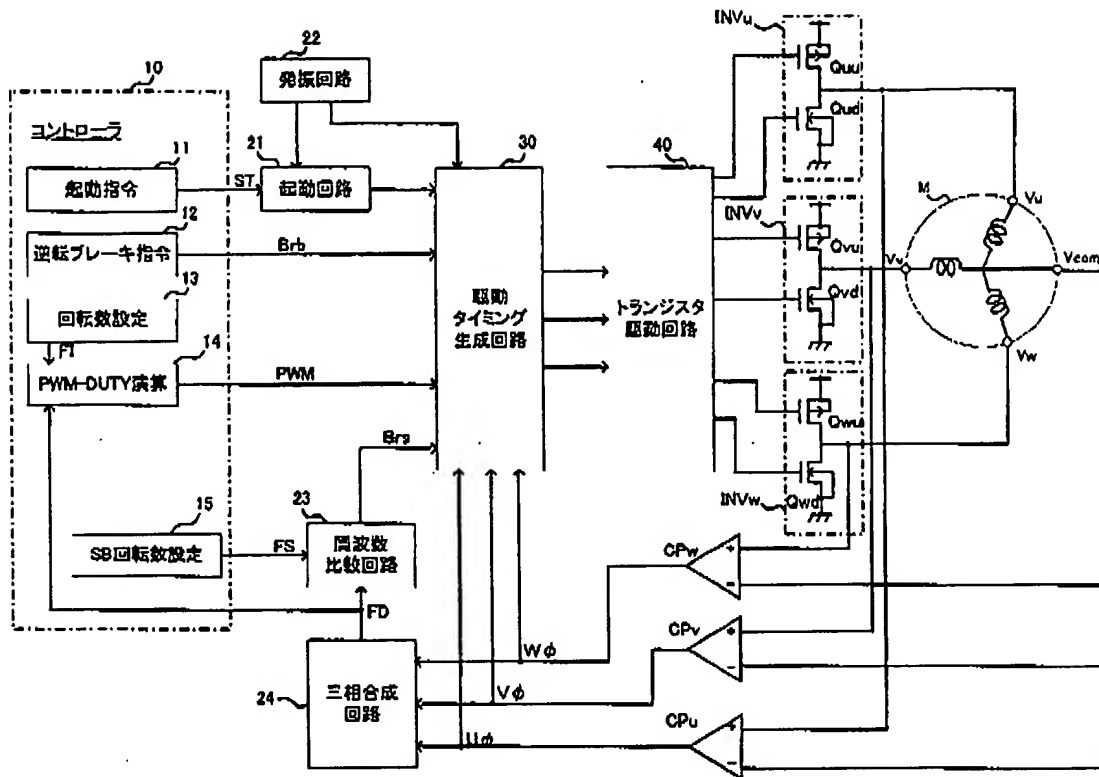 10
コントローラ
11
起動指令
ST
12
逆転ブレーキ指令
Brb
13
回転数設定
FT
14
PWM-DUTY演算
PWM
15
SB回転数設定
FS
22
発振回路
21
起動回路
30
駆動
タイミング
生成回路
40
トランジスタ
駆動回路
Bra
23
周波数
比較回路
FD
24
三相合成
回路
Wφ
Vφ
Uφ
INVu
Quu
Qud
INVv
Qvu
Qvd
INVw
Qwu
Qwd
M
Vu
Vv
Vw
Vcom
CPw
+
-
CPv
+
-
CPu
+
-